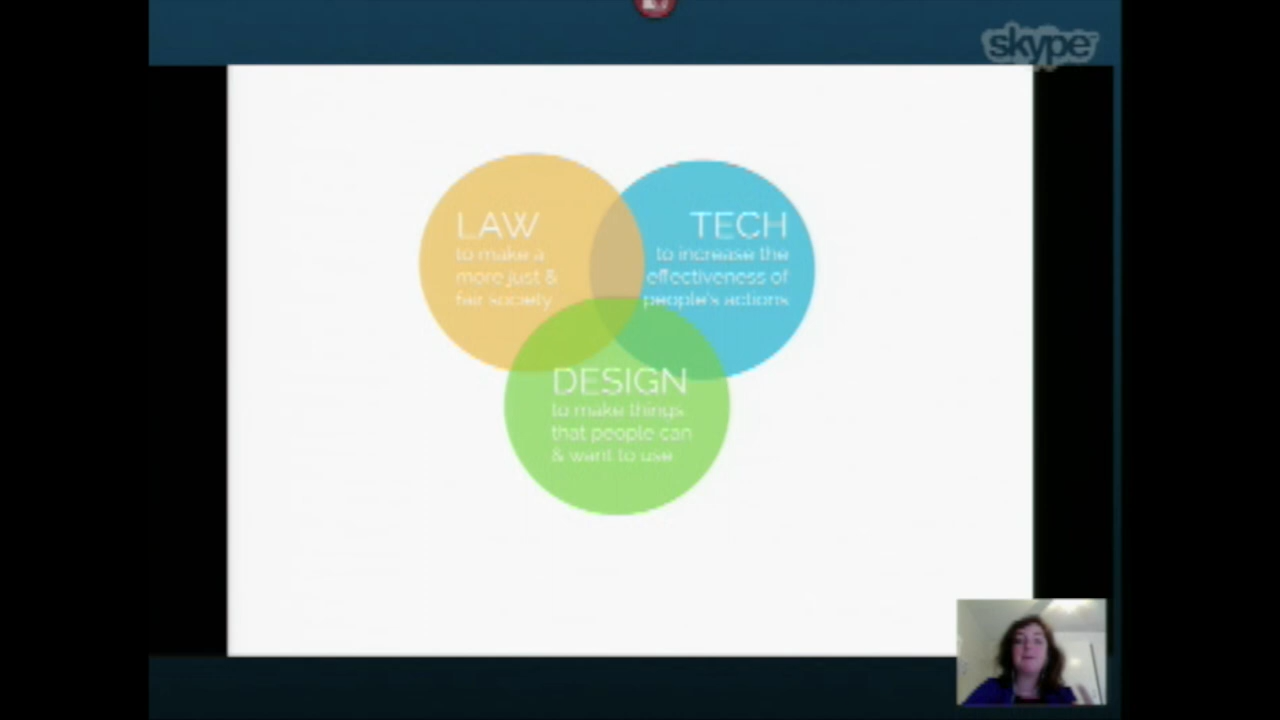 skype
LAW
to make a
more just &
fair society
TECH
to increase the
effectiveness of
people's actions
DESIGN
to make things
that people can
& want to use